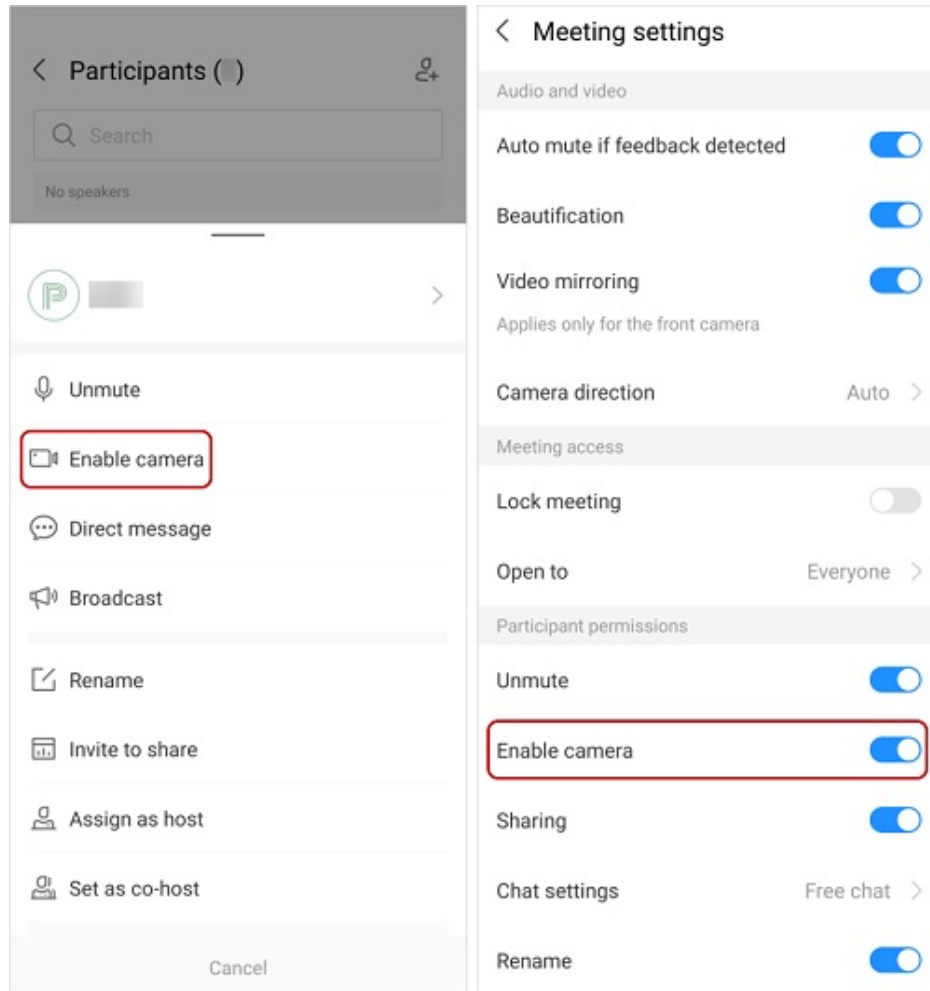 Participants ( )
Search
No speakers
P
Unmute
Enable camera
Direct message
Broadcast
Rename
Invite to share
Assign as host
Set as co-host
Cancel
Meeting settings
Audio and video
Auto mute if feedback detected
Beautification
Video mirroring
Applies only for the front camera
Camera direction Auto
Meeting access
Lock meeting
Open to Everyone
Participant permissions
Unmute
Enable camera
Sharing
Chat settings Free chat
Rename